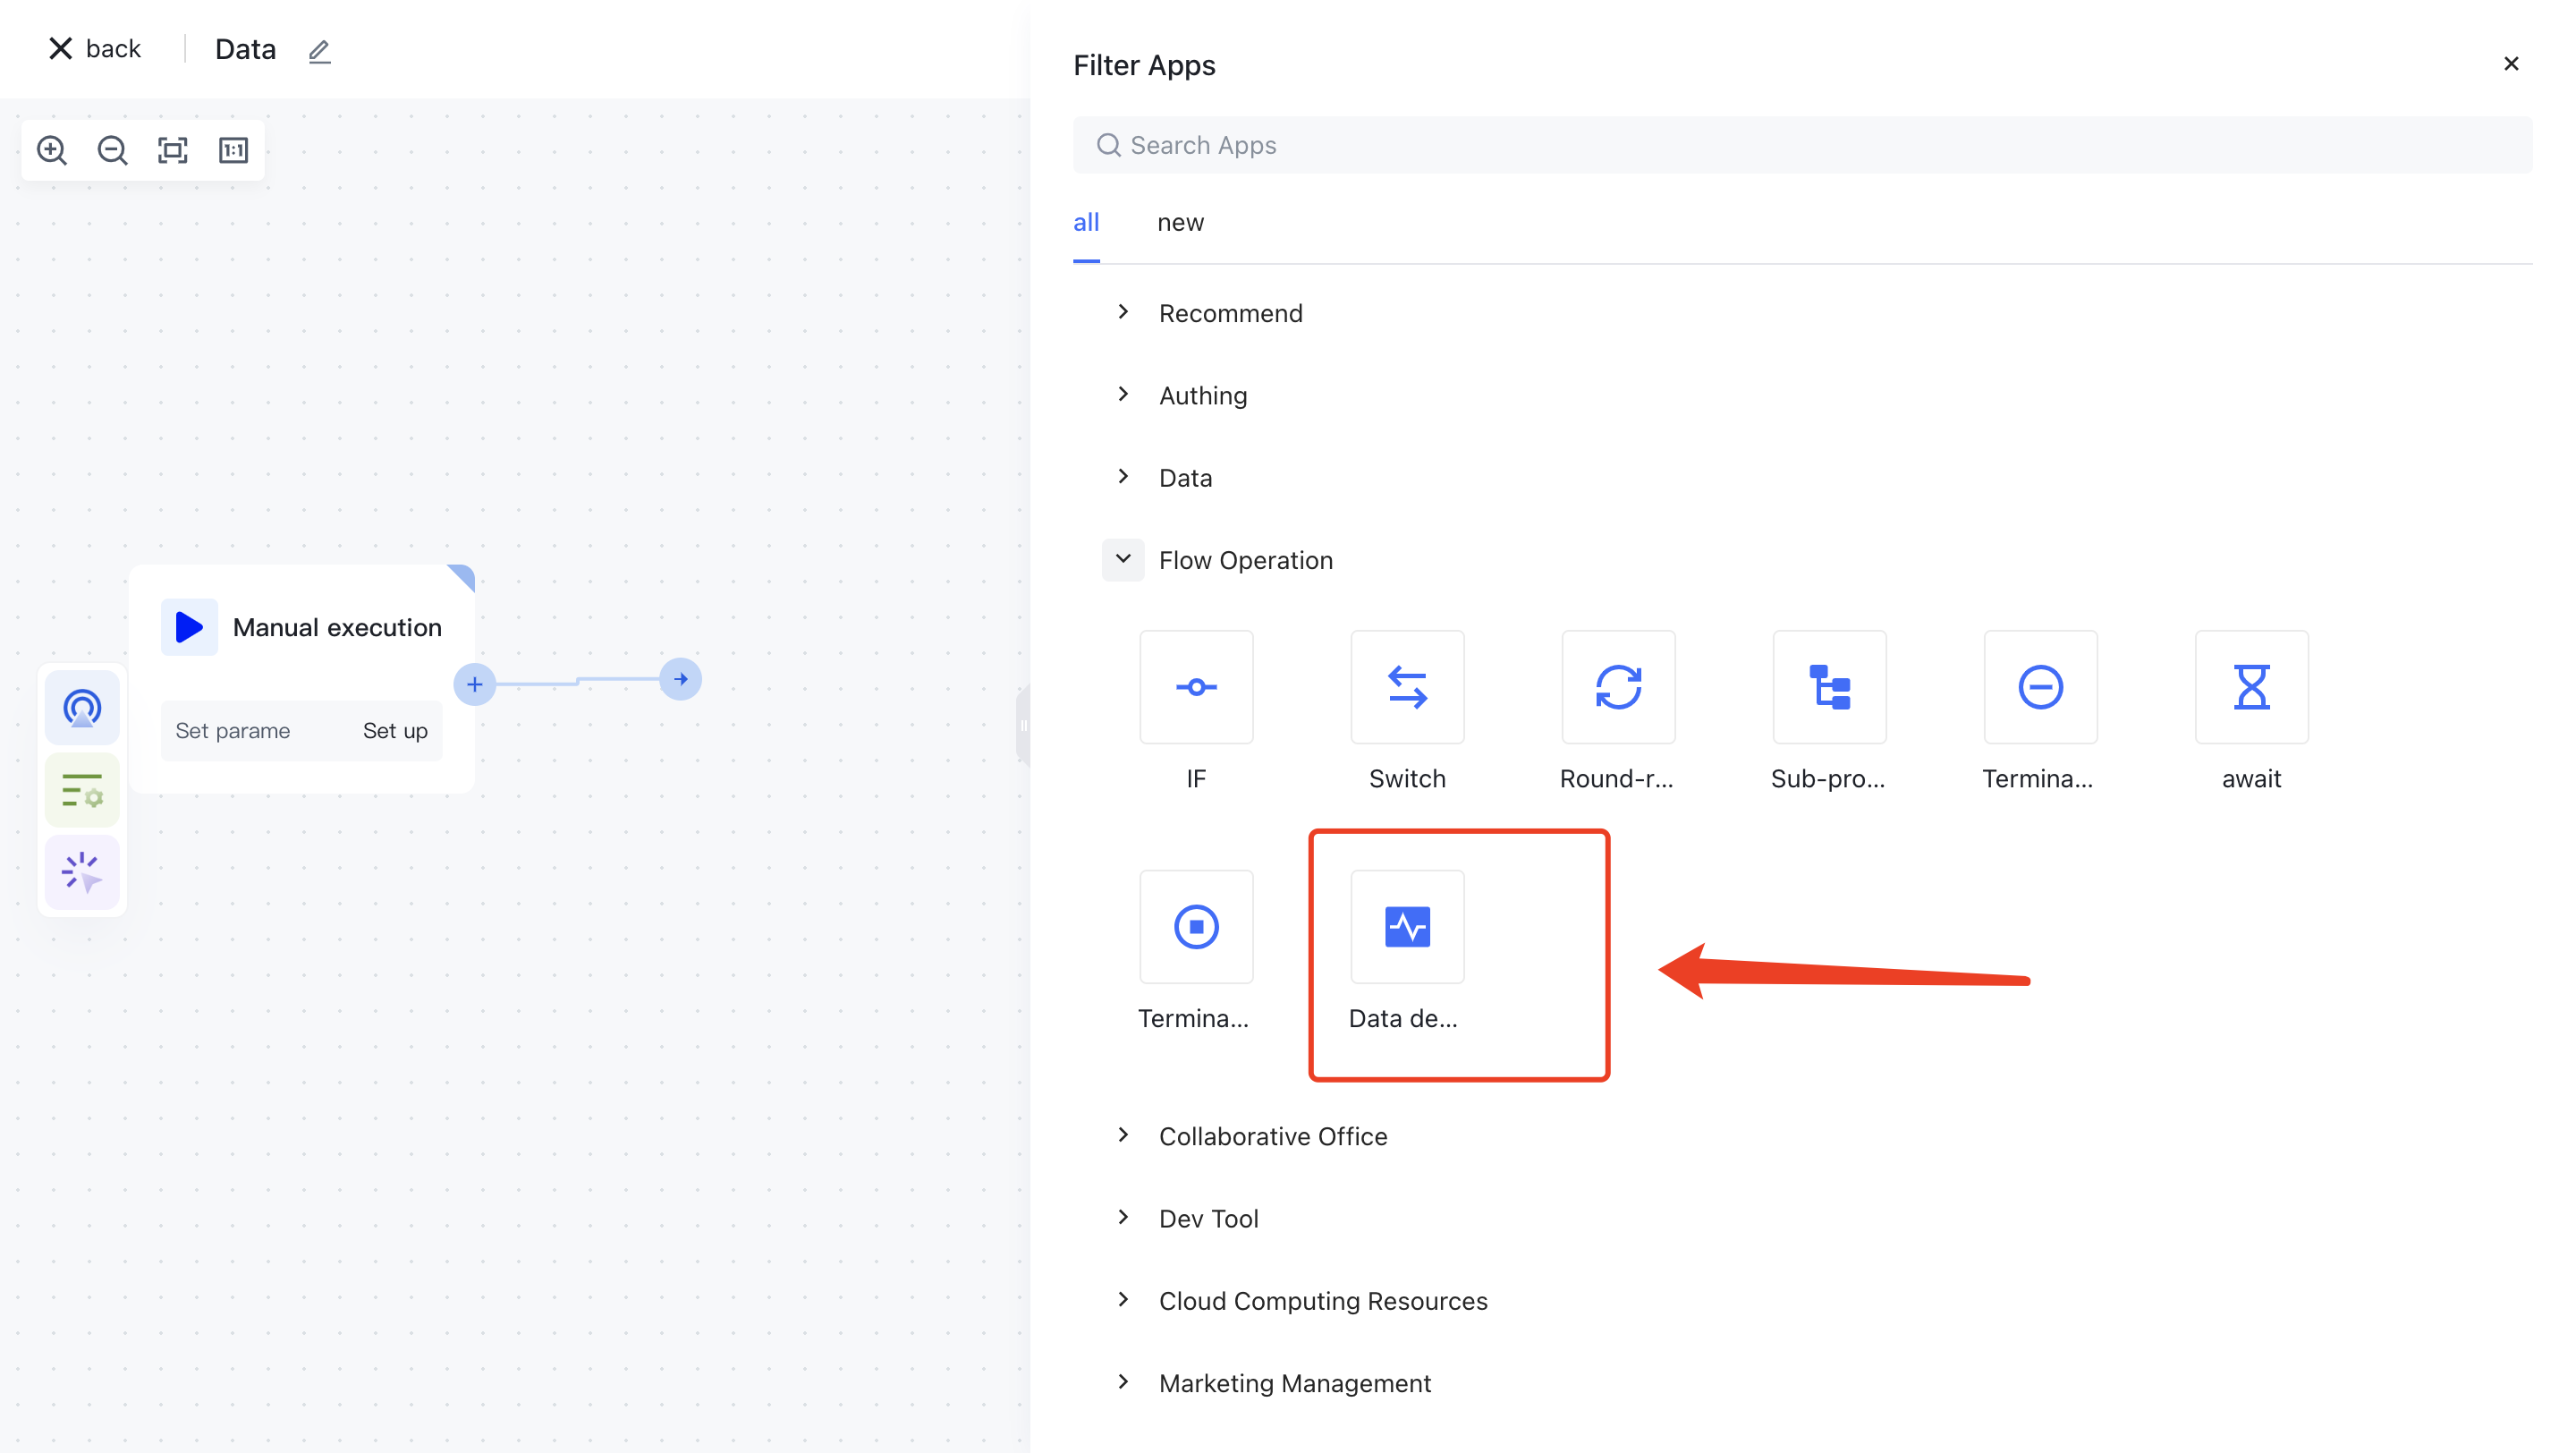 back
Data
1:1
Manual execution
Set parame
Set up
Filter Apps
Search Apps
all
new
Recommend
Authing
Data
Flow Operation
IF
Switch
Round-r...
Sub-pro...
Termina...
await
Termina...
Data de...
Collaborative Office
Dev Tool
Cloud Computing Resources
Marketing Management